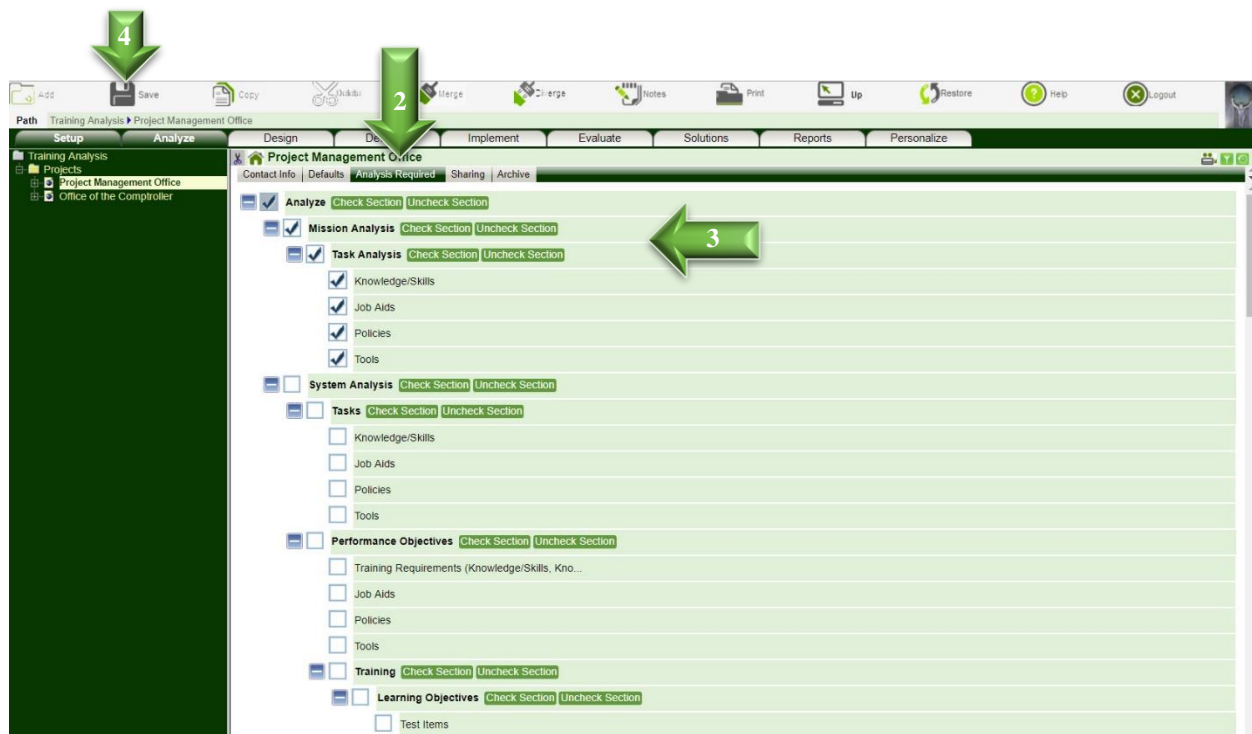 4
2
Add Save Copy Merge Notes Print Up Restore Help Logout
Path Training Analysis Project Management Office
Setup Analyze Design Implement Evaluate Solutions Reports Personalize
Training Analysis
Projects
Project Management Office
Office of the Comptroller
Project Management Office
Contact Info Defaults Analysis Required Sharing Archive
Analyze Check Section Uncheck Section
Mission Analysis Check Section Uncheck Section
3
Task Analysis Check Section Uncheck Section
Knowledge/Skills
Job Aids
Policies
Tools
System Analysis Check Section Uncheck Section
Tasks Check Section Uncheck Section
Knowledge/Skills
Job Aids
Policies
Tools
Performance Objectives Check Section Uncheck Section
Training Requirements (Knowledge/Skills, Kno...
Job Aids
Policies
Tools
Training Check Section Uncheck Section
Learning Objectives Check Section Uncheck Section
Test Items